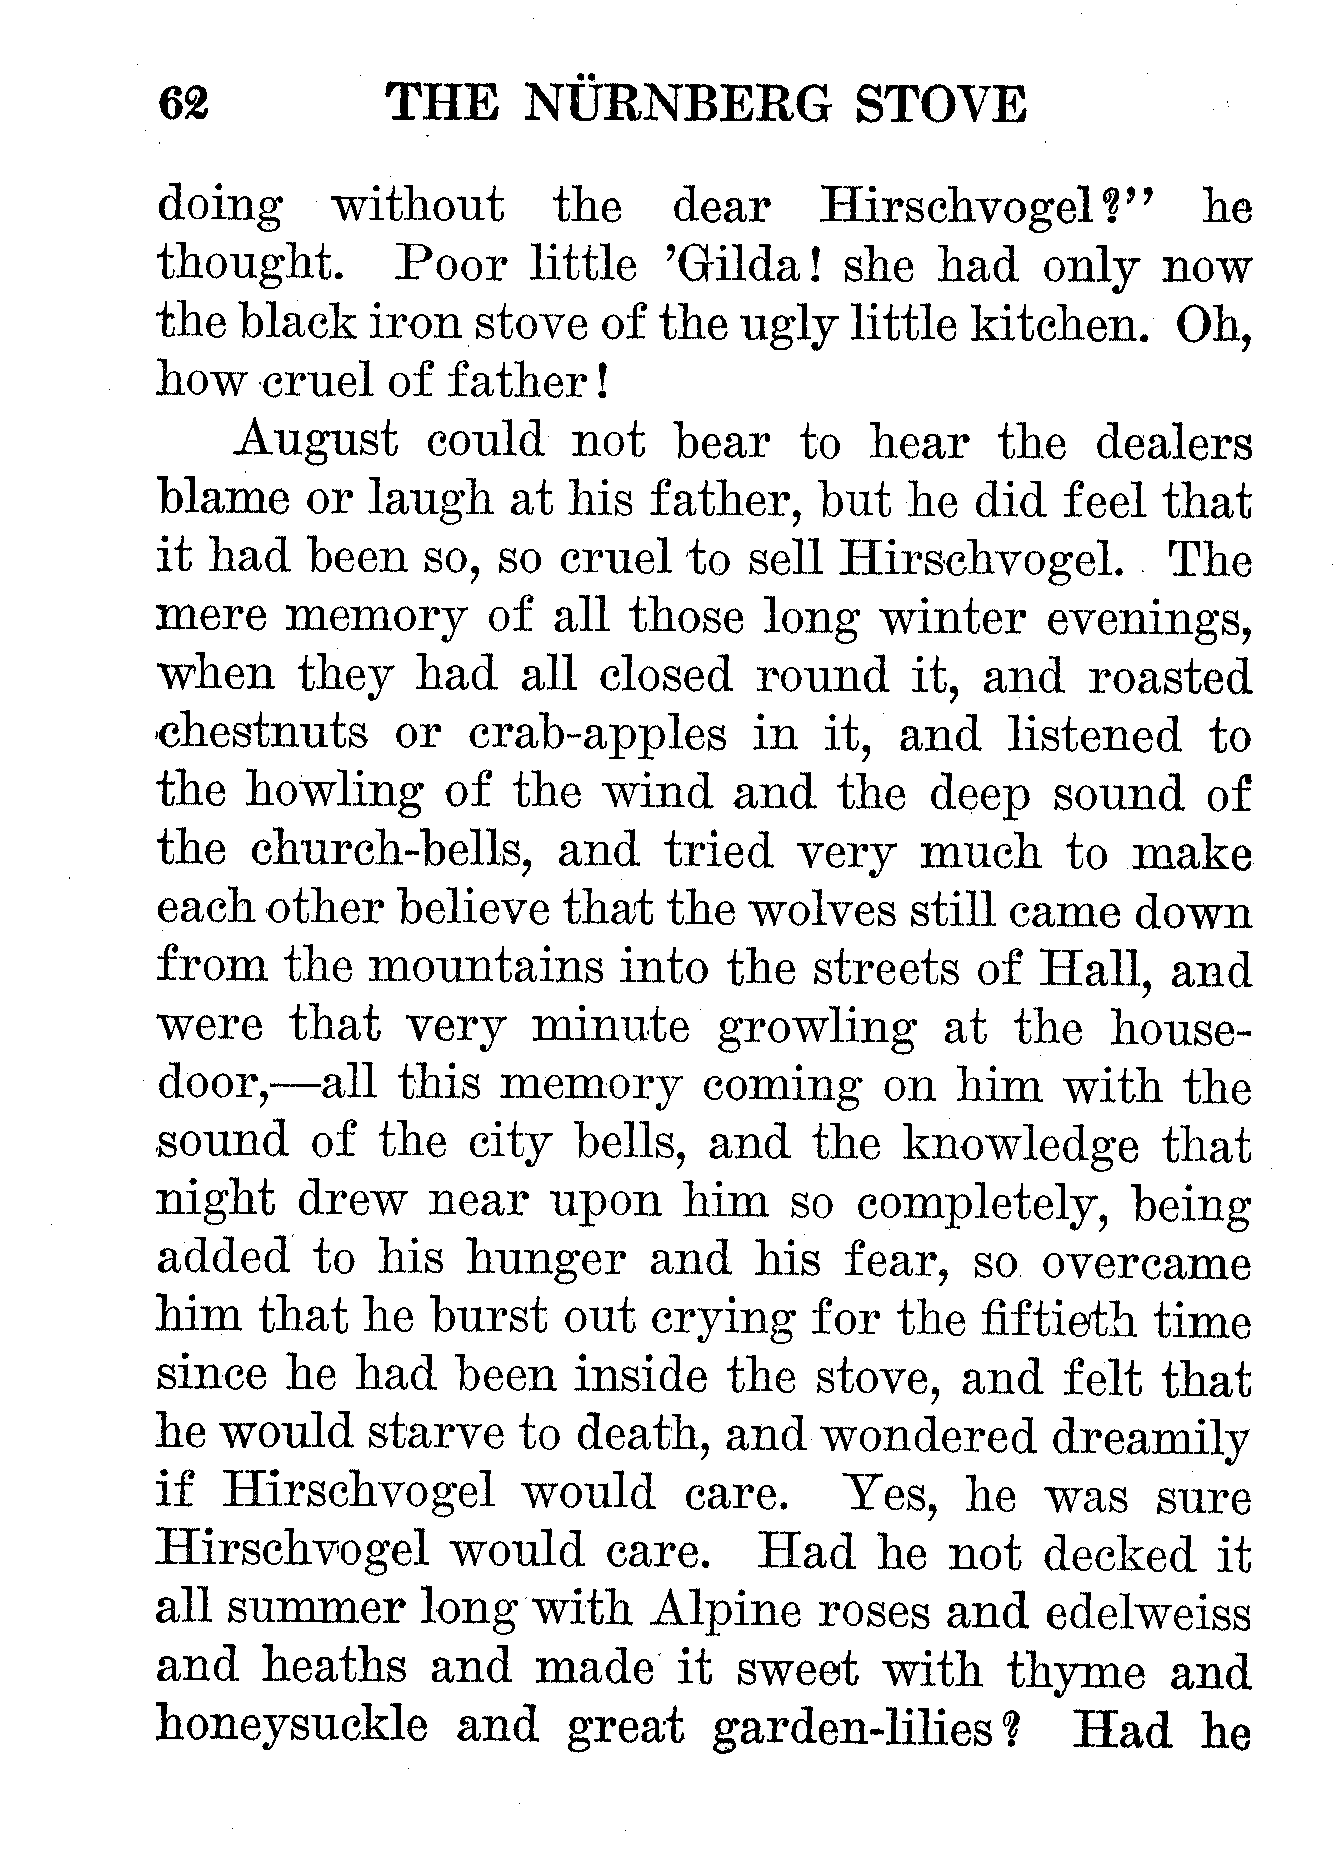 62 THE NÜRNBERG STOVE
doing without the dear Hirschvogel?" he
thought. Poor little 'Gilda! she had only now
the black iron stove of the ugly little kitchen. Oh,
how cruel of father!
August could not bear to hear the dealers
blame or laugh at his father, but he did feel that
it had been so, so cruel to sell Hirschvogel. The
mere memory of all those long winter evenings,
when they had all closed round it, and roasted
chestnuts or crab-apples in it, and listened to
the howling of the wind and the deep sound of
the church-bells, and tried very much to make
each other believe that the wolves still came down
from the mountains into the streets of Hall, and
were that very minute growling at the house-
door,—all this memory coming on him with the
sound of the city bells, and the knowledge that
night drew near upon him so completely, being
added to his hunger and his fear, so overcame
him that he burst out crying for the fiftieth time
since he had been inside the stove, and felt that
he would starve to death, and wondered dreamily
if Hirschvogel would care. Yes, he was sure
Hirschvogel would care. Had he not decked it
all summer long with Alpine roses and edelweiss
and heaths and made it sweet with thyme and
honeysuckle and great garden-lilies? Had he